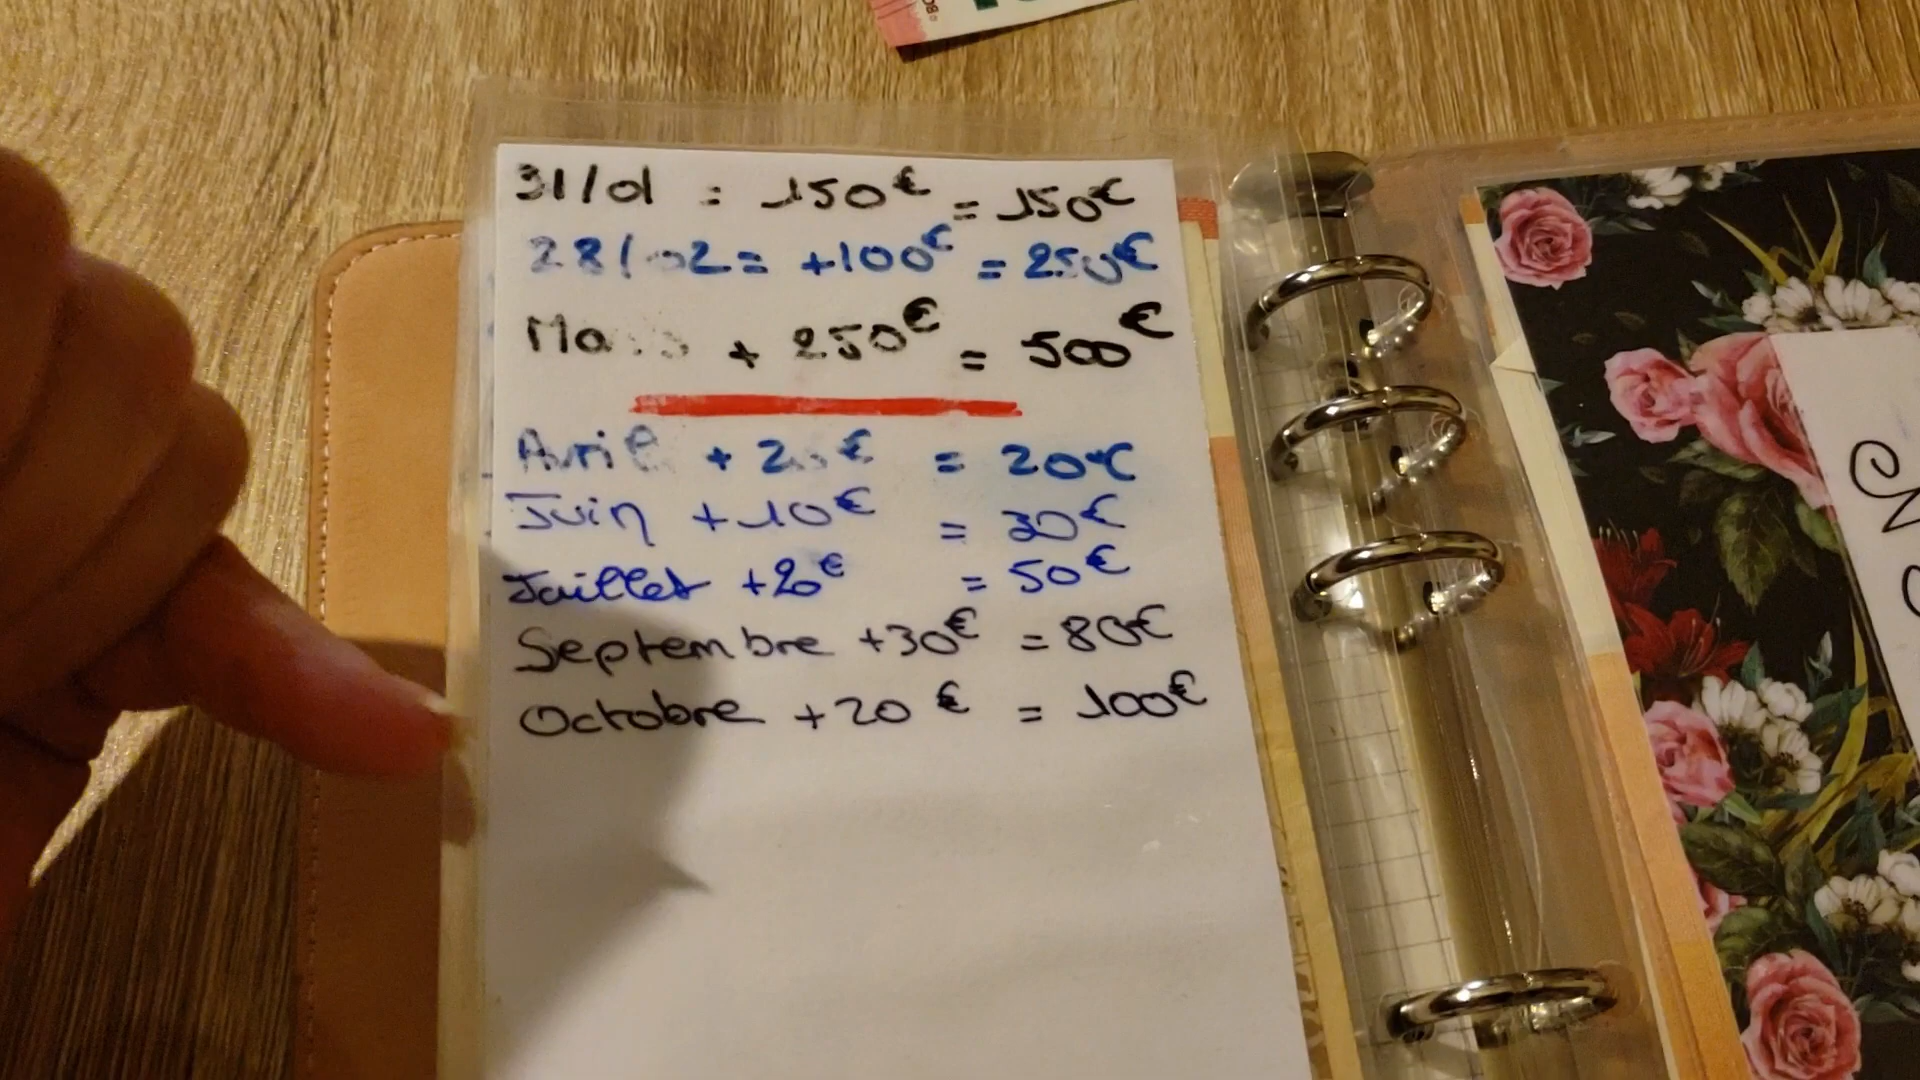 31/01 = 150€ = 150€
28/02 = +100€ = 250€
+ 250€ = 500€
Avril + = 20€
Juin +10€ = 30€
Juillet +20€ = 50€
Septembre +30€ = 80€
Octobre +20€ = 100€